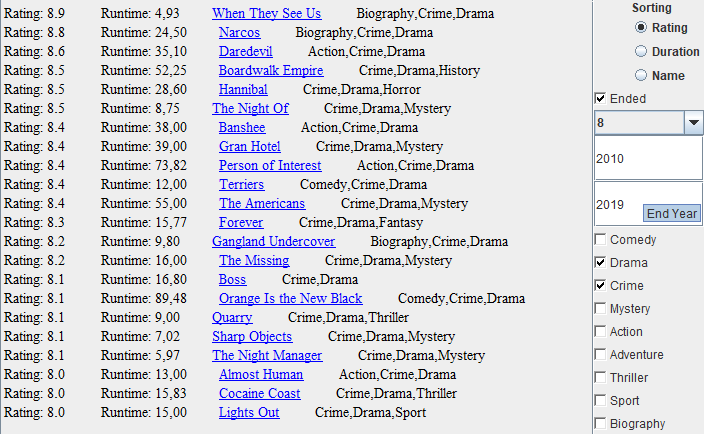 Rating: 8.9 Runtime: 4,93 When They See Us Biography,Crime,Drama
Rating: 8.8 Runtime: 24,50 Narcos Biography,Crime,Drama
Rating: 8.6 Runtime: 35,10 Daredevil Action,Crime,Drama
Rating: 8.5 Runtime: 52,25 Boardwalk Empire Crime,Drama,History
Rating: 8.5 Runtime: 28,60 Hannibal Crime,Drama,Horror
Rating: 8.5 Runtime: 8,75 The Night Of Crime,Drama,Mystery
Rating: 8.4 Runtime: 38,00 Banshee Action,Crime,Drama
Rating: 8.4 Runtime: 39,00 Gran Hotel Crime,Drama,Mystery
Rating: 8.4 Runtime: 73,82 Person of Interest Action,Crime,Drama
Rating: 8.4 Runtime: 12,00 Terriers Comedy,Crime,Drama
Rating: 8.4 Runtime: 55,00 The Americans Crime,Drama,Mystery
Rating: 8.3 Runtime: 15,77 Forever Crime,Drama,Fantasy
Rating: 8.2 Runtime: 9,80 Gangland Undercover Biography,Crime,Drama
Rating: 8.2 Runtime: 16,00 The Missing Crime,Drama,Mystery
Rating: 8.1 Runtime: 16,80 Boss Crime,Drama
Rating: 8.1 Runtime: 89,48 Orange Is the New Black Comedy,Crime,Drama
Rating: 8.1 Runtime: 9,00 Quarry Crime,Drama,Thriller
Rating: 8.1 Runtime: 7,02 Sharp Objects Crime,Drama,Mystery
Rating: 8.1 Runtime: 5,97 The Night Manager Crime,Drama,Mystery
Rating: 8.0 Runtime: 13,00 Almost Human Action,Crime,Drama
Rating: 8.0 Runtime: 15,83 Cocaine Coast Crime,Drama,Thriller
Rating: 8.0 Runtime: 15,00 Lights Out Crime,Drama,Sport
Sorting
Rating
Duration
Name
Ended
8
2010
2019
End Year
Comedy
Drama
Crime
Mystery
Action
Adventure
Thriller
Sport
Biography